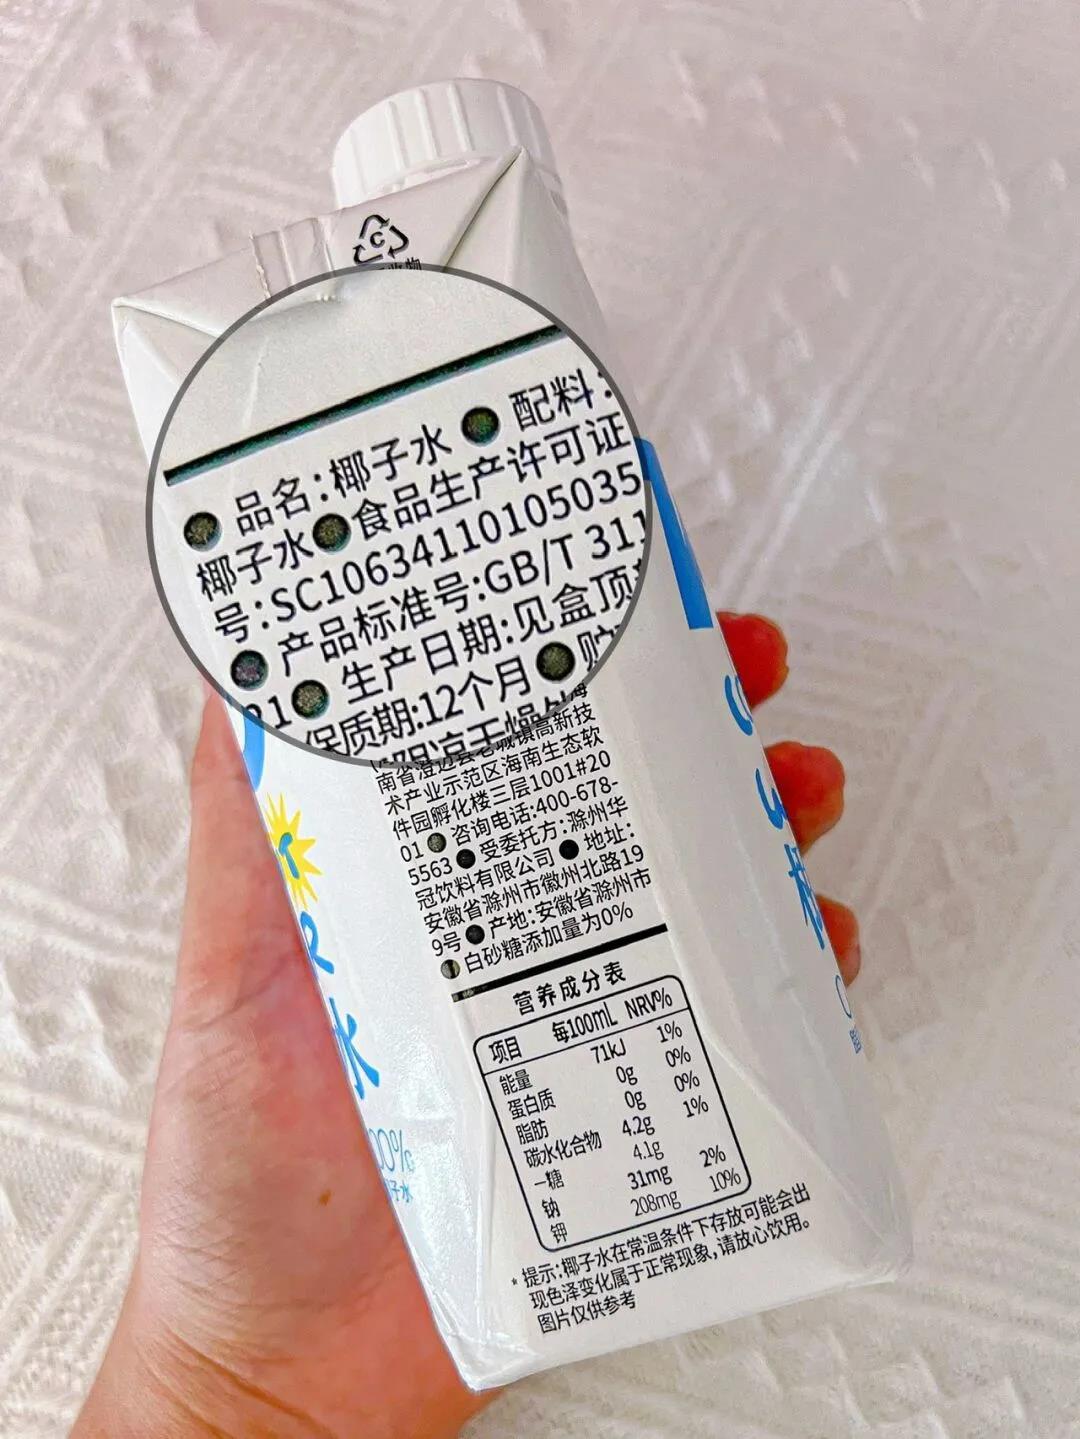 品名:椰子水 ● 配料:
椰子水 ● 食品生产许可证
号:SC10634110105035
● 产品标准号:GB/T 311
21 ● 生产日期:见盒顶
保质期:12个月 ●
南省澄迈县老城镇高新技
术产业示范区海南生态软
件园孵化楼三层1001#20
01 ● 咨询电话:400-678-
5563 ● 受委托方:滁州华
冠饮料有限公司 ● 地址:
安徽省滁州市徽州北路19
9号 ● 产地:安徽省滁州市
● 白砂糖添加量为0%
营养成分表
项目 每100mL NRV%
能量 71kJ 1%
蛋白质 0g 0%
脂肪 0g 0%
碳水化合物 4.2g 1%
–糖 4.1g
钠 31mg 2%
钾 208mg 10%
* 提示:椰子水在常温条件下存放可能会出
现色泽变化属于正常现象,请放心饮用。
图片仅供参考
R
水